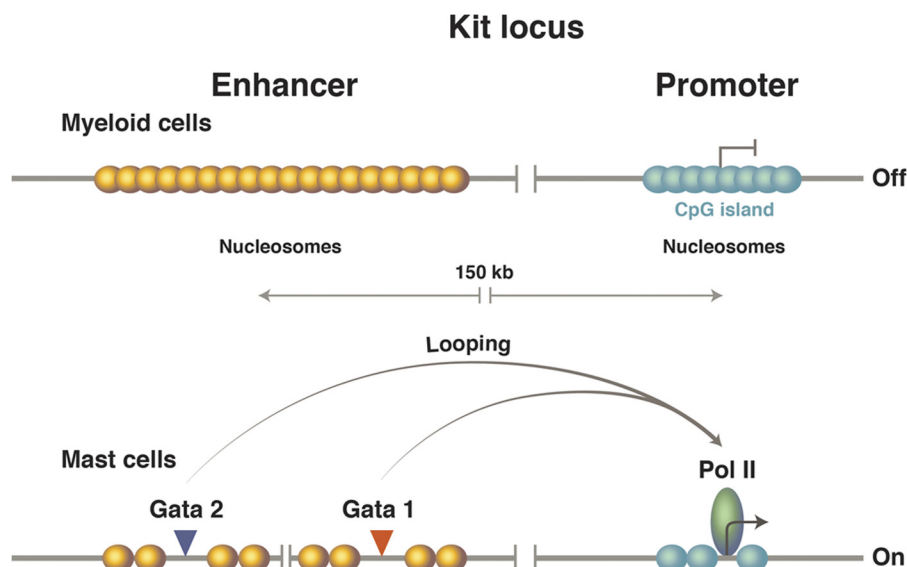 Kit locus
Enhancer
Promoter
Myeloid cells
Off
CpG island
Nucleosomes
Nucleosomes
150 kb
Looping
Mast cells
Pol II
Gata 2
Gata 1
On